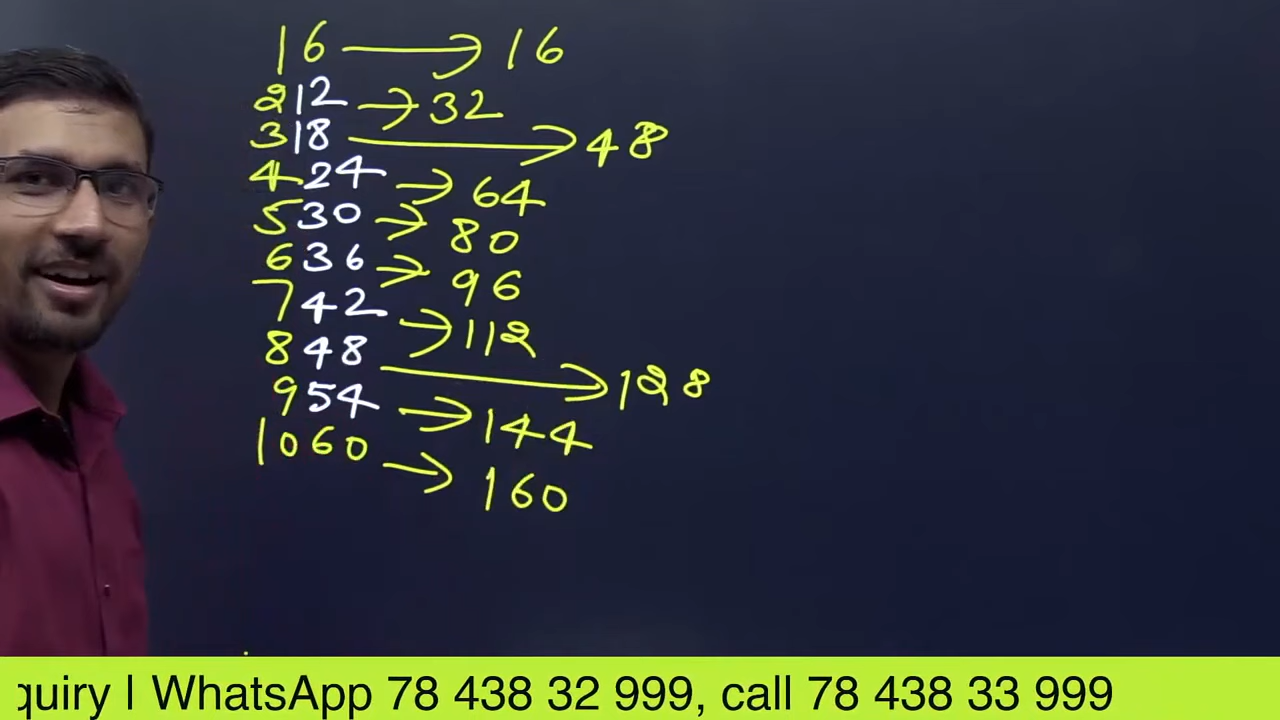 16 → 16
212 → 32
318 → 48
424 → 64
530 → 80
636 → 96
742 → 112
848 → 128
954 → 144
1060 → 160
quiry | WhatsApp 78 438 32 999, call 78 438 33 999